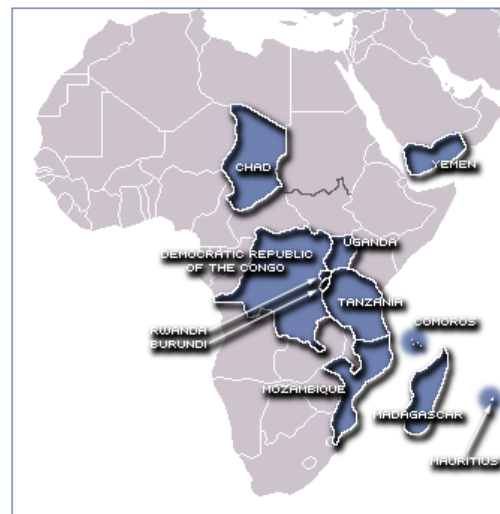 CHAD
YEMEN
UGANDA
DEMOCRATIC REPUBLIC
OF THE CONGO
TANZANIA
COMOROS
RWANDA
BURUNDI
MOZAMBIQUE
MADAGASCAR
MAURITIUS